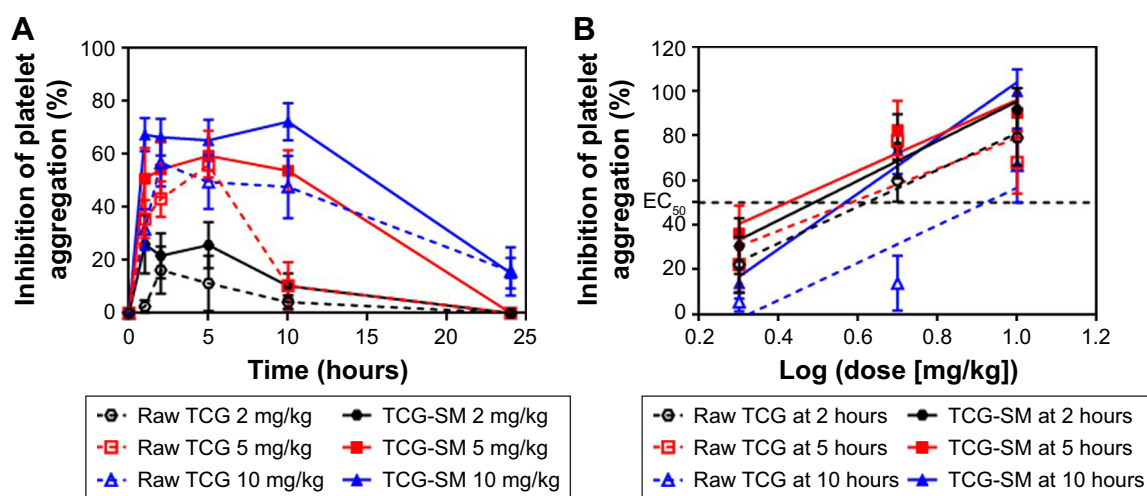 A
Inhibition of platelet
aggregation (%)
100
80
60
40
20
0
0 5 10 15 20 25
Time (hours)
Raw TCG 2 mg/kg TCG-SM 2 mg/kg
Raw TCG 5 mg/kg TCG-SM 5 mg/kg
Raw TCG 10 mg/kg TCG-SM 10 mg/kg
B
Inhibition of platelet
aggregation (%)
120
100
80
60
EC50
40
20
0
0.2 0.4 0.6 0.8 1.0 1.2
Log (dose [mg/kg])
Raw TCG at 2 hours TCG-SM at 2 hours
Raw TCG at 5 hours TCG-SM at 5 hours
Raw TCG at 10 hours TCG-SM at 10 hours